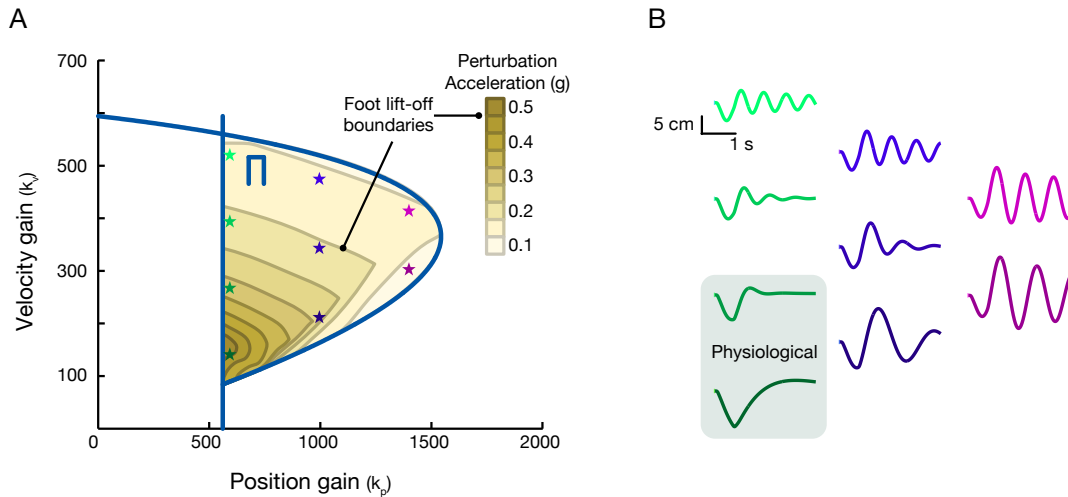 A
B
700
500
300
100
0
500
1000
1500
2000
Velocity gain (kv)
Position gain (kp)
Perturbation
Acceleration (g)
0.5
0.4
0.3
0.2
0.1
Foot lift-off
boundaries
Π
5 cm
1 s
Physiological